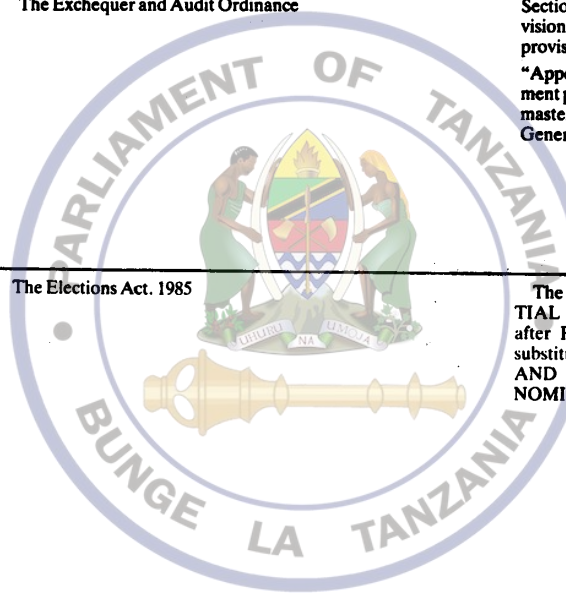 The Exchequer and Audit Ordinance
Sectio
vision
provis
“Appe
ment p
maste
Gener
PARLIAMENT OF TANZANIA
The Elections Act. 1985
The
TIAL
after F
substitu
AND
NOMI
UHURU NA UMOJA
BUNGE LA TANZANIA